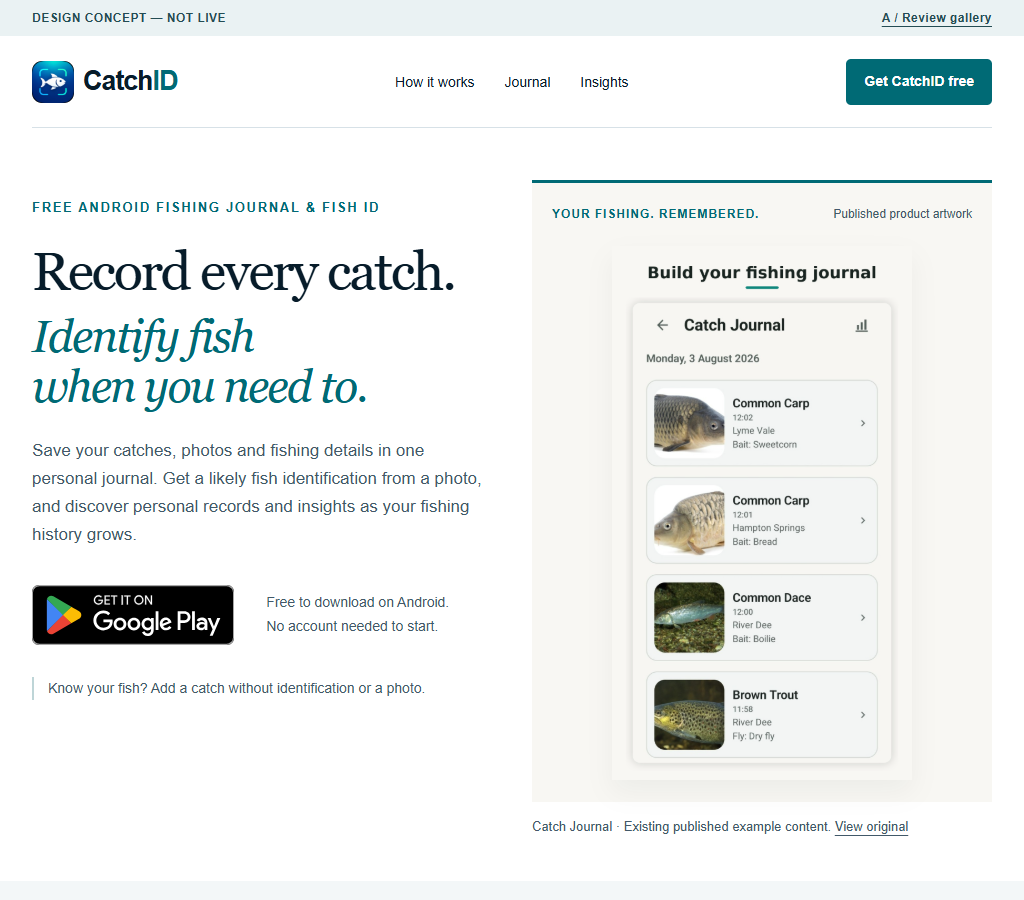 DESIGN CONCEPT — NOT LIVE
A / Review gallery
CatchID
How it works
Journal
Insights
Get CatchID free
FREE ANDROID FISHING JOURNAL & FISH ID
Record every catch.
Identify fish
when you need to.
Save your catches, photos and fishing details in one
personal journal. Get a likely fish identification from a photo,
and discover personal records and insights as your fishing
history grows.
GET IT ON
Google Play
Free to download on Android.
No account needed to start.
Know your fish? Add a catch without identification or a photo.
YOUR FISHING. REMEMBERED.
Published product artwork
Build your fishing journal
Catch Journal
Monday, 3 August 2026
Common Carp
12:02
Lyme Vale
Bait: Sweetcorn
Common Carp
12:01
Hampton Springs
Bait: Bread
Common Dace
12:00
River Dee
Bait: Boilie
Brown Trout
11:58
River Dee
Fly: Dry fly
Catch Journal · Existing published example content. View original